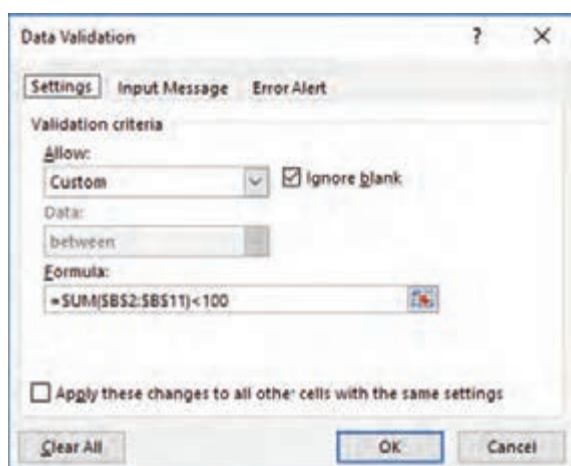 Data Validation ? ×
Settings Input Message Error Alert
Validation criteria
Allow:
Custom Ignore blank
Data:
between
Formula:
=SUM($B$2:$B$11)<100
Apply these changes to all other cells with the same settings
Clear All OK Cancel